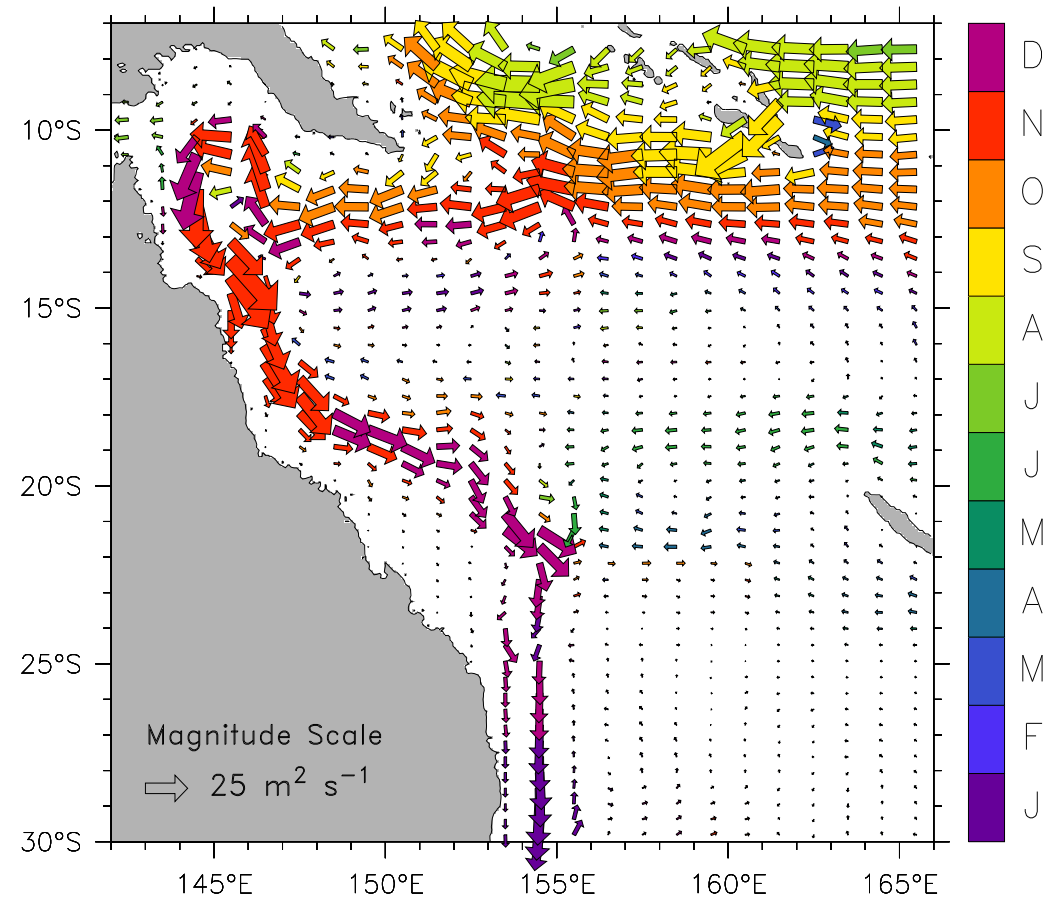 10°S
15°S
20°S
25°S
30°S
145°E
150°E
155°E
160°E
165°E
Magnitude Scale
25 m² s⁻¹
D
N
O
S
A
J
J
M
A
M
F
J